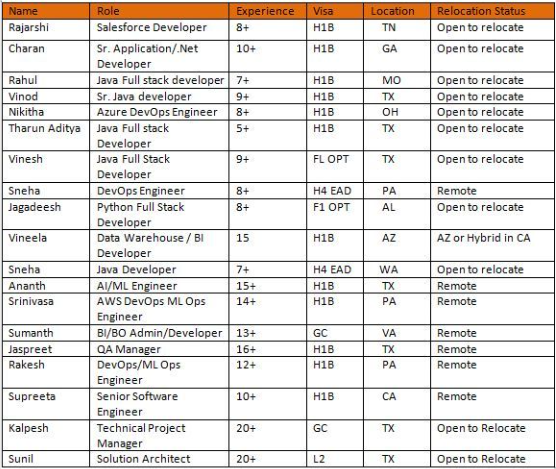 Name Role Experience Visa Location Relocation Status
Rajarshi Salesforce Developer 8+ H1B TN Open to relocate
Charan Sr. Application/.Net 10+ H1B GA Open to relocate
Developer
Rahul Java Full stack developer 7+ H1B MO Open to relocate
Vinod Sr. Java developer 9+ H1B TX Open to relocate
Nikitha Azure DevOps Engineer 8+ H1B OH Open to relocate
Tharun Aditya Java Full stack 5+ H1B TX Open to relocate
Developer
Vinesh Java Full Stack 9+ FL OPT TX Open to relocate
Developer
Sneha DevOps Engineer 8+ H4 EAD PA Remote
Jagadeesh Python Full Stack 8+ F1 OPT AL Open to relocate
Developer
Vineela Data Warehouse / BI 15 H1B AZ AZ or Hybrid in CA
Developer
Sneha Java Developer 7+ H4 EAD WA Open to relocate
Ananth AI/ML Engineer 15+ H1B TX Remote
Srinivasa AWS DevOps ML Ops 14+ H1B PA Remote
Engineer
Sumanth BI/BO Admin/Developer 13+ GC VA Remote
Jaspreet QA Manager 16+ H1B TX Remote
Rakesh DevOps/ML Ops 12+ H1B PA Remote
Engineer
Supreeta Senior Software 10+ H1B CA Remote
Engineer
Kalpesh Technical Project 20+ GC TX Open to Relocate
Manager
Sunil Solution Architect 20+ L2 TX Open to Relocate